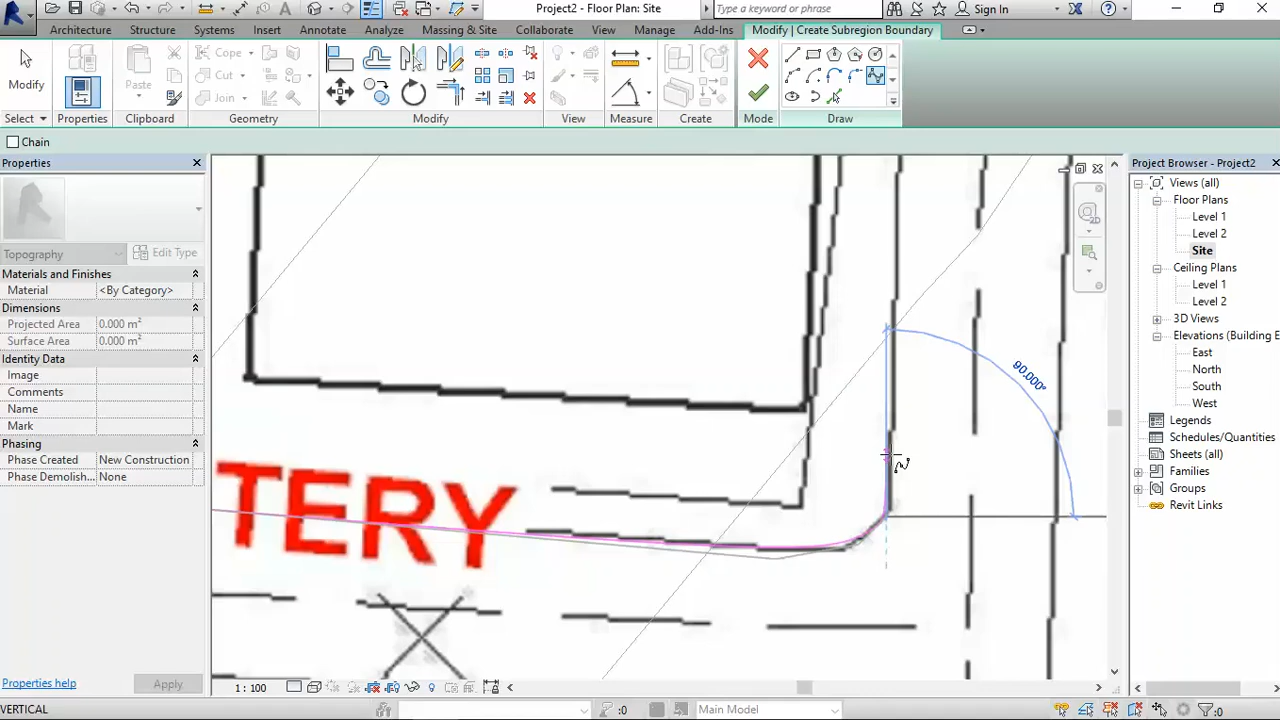 Project2 - Floor Plan: Site
Type a keyword or phrase
Sign In
Architecture
Structure
Systems
Insert
Annotate
Analyze
Massing & Site
Collaborate
View
Manage
Add-Ins
Modify | Create Subregion Boundary
Modify
Paste
Cope
Cut
Join
Select
Properties
Clipboard
Geometry
Modify
View
Measure
Create
Mode
Draw
Chain
Properties
Topography
Edit Type
Materials and Finishes
Material <By Category>
Dimensions
Projected Area 0.000 m²
Surface Area 0.000 m²
Identity Data
Image
Comments
Name
Mark
Phasing
Phase Created New Construction
Phase Demolish... None
Properties help
Apply
TERY
90.000°
2D
Project Browser - Project2
Views (all)
Floor Plans
Level 1
Level 2
Site
Ceiling Plans
Level 1
Level 2
3D Views
Elevations (Building E
East
North
South
West
Legends
Schedules/Quantities
Sheets (all)
Families
Groups
Revit Links
1 : 100
VERTICAL
:0
Main Model
:0